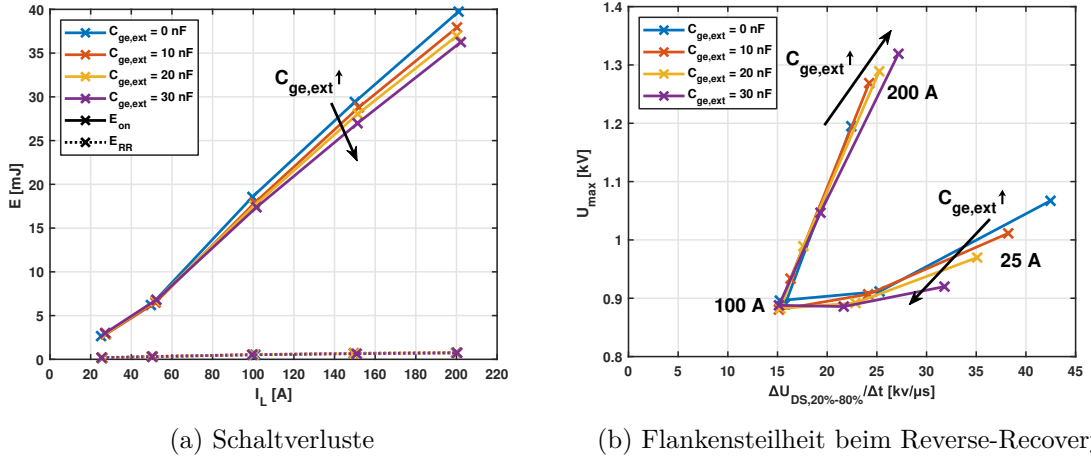 40
35
30
25
20
15
10
5
0
E [mJ]
C_ge,ext = 0 nF
C_ge,ext = 10 nF
C_ge,ext = 20 nF
C_ge,ext = 30 nF
E_on
E_RR
C_ge,ext ↑
20 40 60 80 100 120 140 160 180 200 220
I_L [A]
(a) Schaltverluste
1.4
1.3
1.2
1.1
1
0.9
0.8
U_max [kV]
C_ge,ext = 0 nF
C_ge,ext = 10 nF
C_ge,ext = 20 nF
C_ge,ext = 30 nF
C_ge,ext ↑
200 A
C_ge,ext ↑
25 A
100 A
0 5 10 15 20 25 30 35 40 45
ΔU_DS,20%-80%/Δt [kv/μs]
(b) Flankensteilheit beim Reverse-Recover